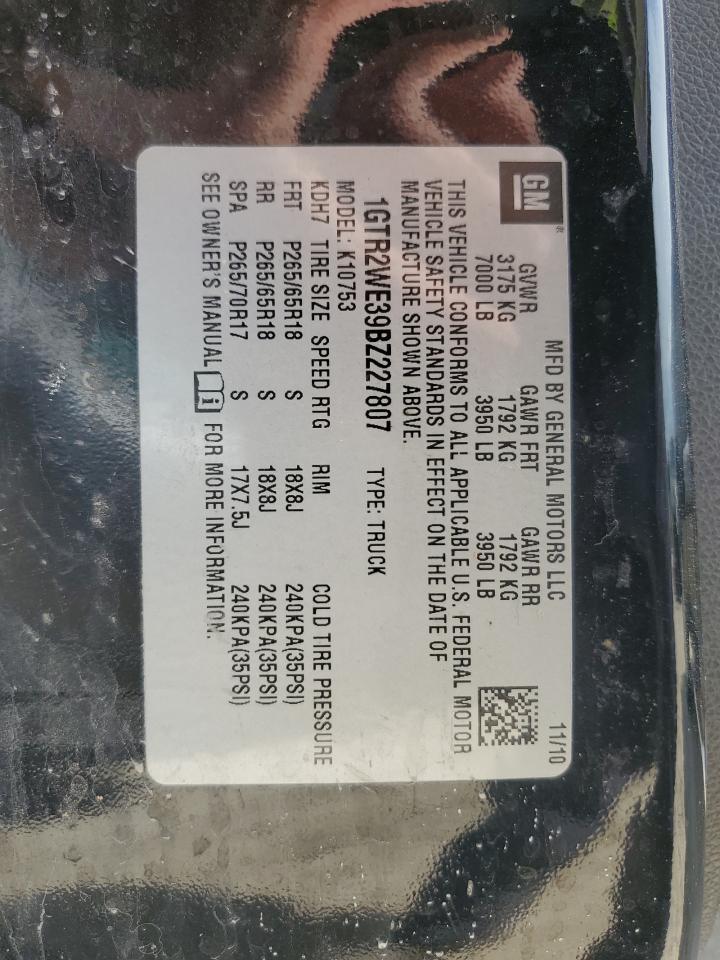 GM ®
MFD BY GENERAL MOTORS LLC 11/10
GVWR GAWR FRT GAWR RR
3175 KG 1792 KG 1792 KG
7000 LB 3950 LB 3950 LB
THIS VEHICLE CONFORMS TO ALL APPLICABLE U.S. FEDERAL MOTOR
VEHICLE SAFETY STANDARDS IN EFFECT ON THE DATE OF
MANUFACTURE SHOWN ABOVE.
1GTR2WE39BZ227807 TYPE: TRUCK
MODEL: K10753
KDH7 TIRE SIZE SPEED RTG RIM COLD TIRE PRESSURE
FRT P265/65R18 S 18X8J 240KPA(35PSI)
RR P265/65R18 S 18X8J 240KPA(35PSI)
SPA P265/70R17 S 17X7.5J 240KPA(35PSI)
SEE OWNER'S MANUAL i FOR MORE INFORMATION.